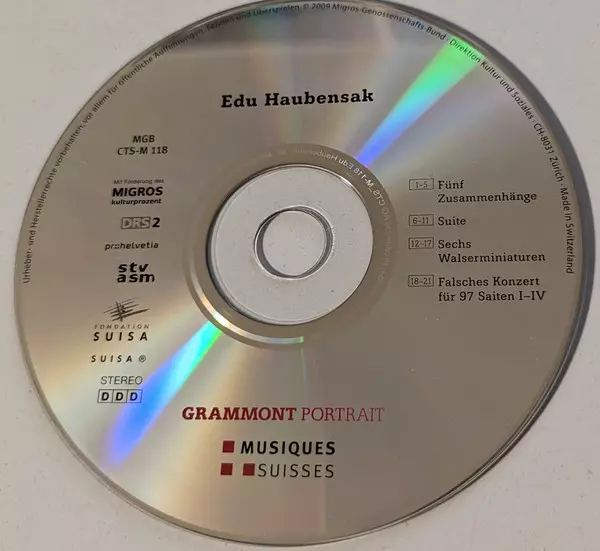 Urheber- und Herstellerrechte vorbehalten, vor allem für öffentliche Aufführungen, Senden und Überspielen. © 2009 Migros-Genossenschafts-Bund · Direktion Kultur und Soziales · CH-8031 Zürich · Made in Switzerland
Edu Haubensak
MGB
CTS-M 118
Mit Förderung des
MIGROS
kulturprozent
DRS 2
prohelvetia
stv
asm
FONDATION
SUISA
SUISA ®
STEREO
DDD
1–5 Fünf
Zusammenhänge
6–11 Suite
12–17 Sechs
Walserminiaturen
18–21 Falsches Konzert
für 97 Saiten I–IV
GRAMMONT PORTRAIT
MUSIQUES
SUISSES